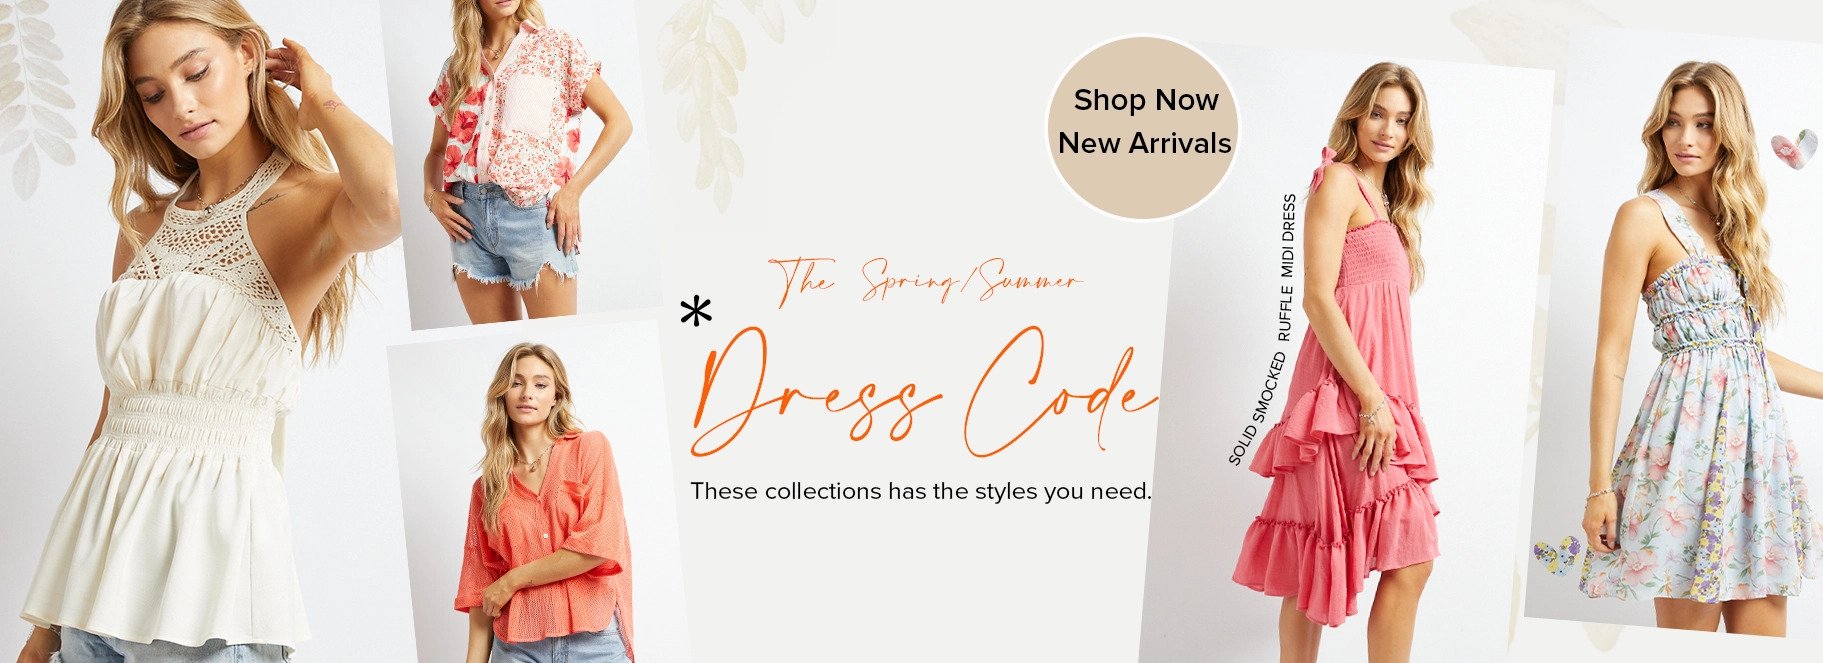 Shop Now
New Arrivals
The Spring/Summer
*
Dress Code
These collections has the styles you need.
SOLID SMOCKED RUFFLE MIDI DRESS